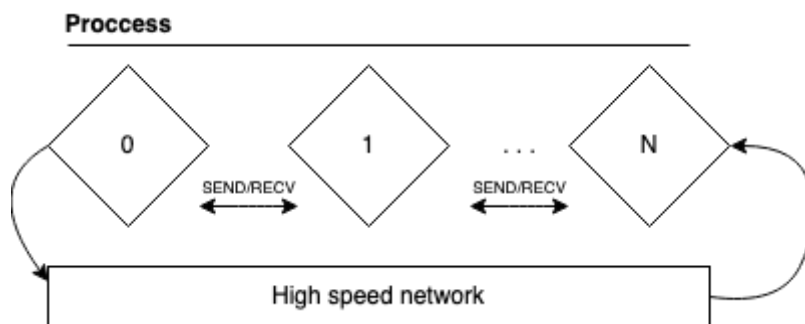 Proccess
0
1
. . .
N
SEND/RECV
SEND/RECV
High speed network